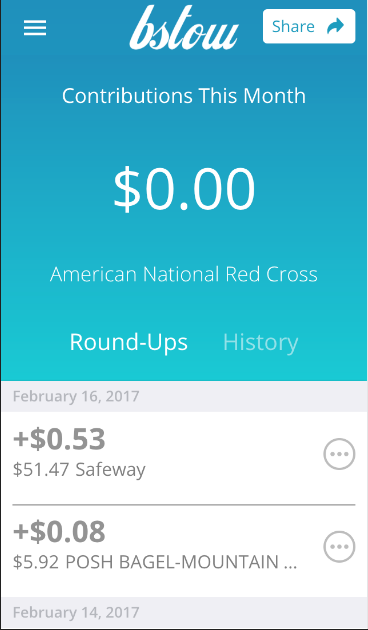 bstow
Share
Contributions This Month
$0.00
American National Red Cross
Round-Ups History
February 16, 2017
+$0.53
$51.47 Safeway
+$0.08
$5.92 POSH BAGEL-MOUNTAIN ...
February 14, 2017